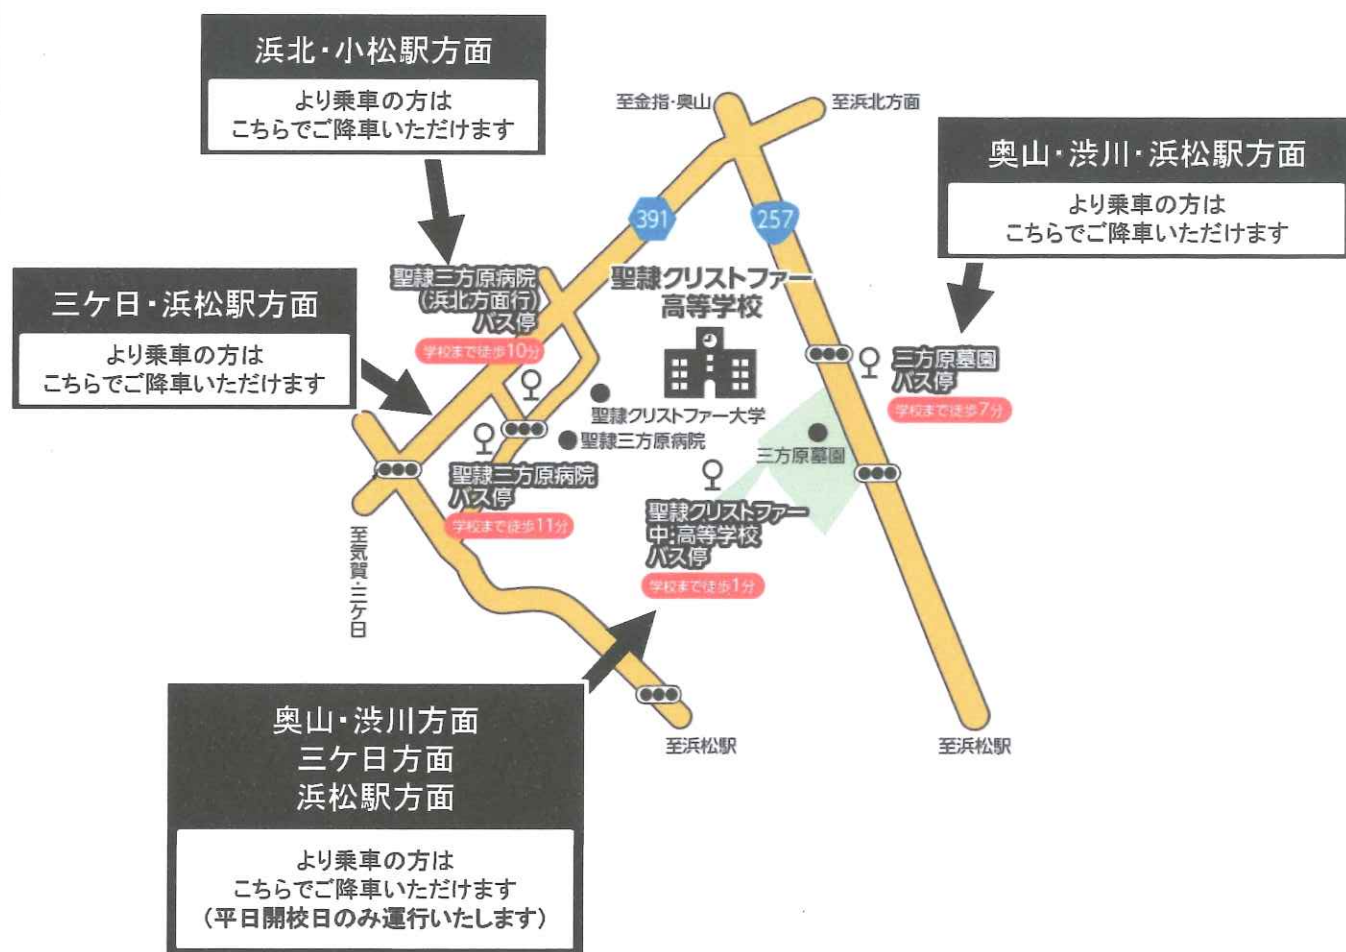 浜北・小松駅方面
より乗車の方は
こちらでご降車いただけます
至金指・奥山
至浜北方面
奥山・渋川・浜松駅方面
より乗車の方は
こちらでご降車いただけます
391
257
三ケ日・浜松駅方面
より乗車の方は
こちらでご降車いただけます
聖隷三方原病院
(浜北方面行)
バス停
学校まで徒歩10分
聖隷クリストファー
高等学校
三方原墓園
バス停
学校まで徒歩7分
聖隷クリストファー大学
聖隷三方原病院
三方原墓園
聖隷三方原病院
バス停
学校まで徒歩11分
聖隷クリストファー
中・高等学校
バス停
学校まで徒歩1分
至気賀・三ケ日
至浜松駅
至浜松駅
奥山・渋川方面
三ケ日方面
浜松駅方面
より乗車の方は
こちらでご降車いただけます
(平日開校日のみ運行いたします)